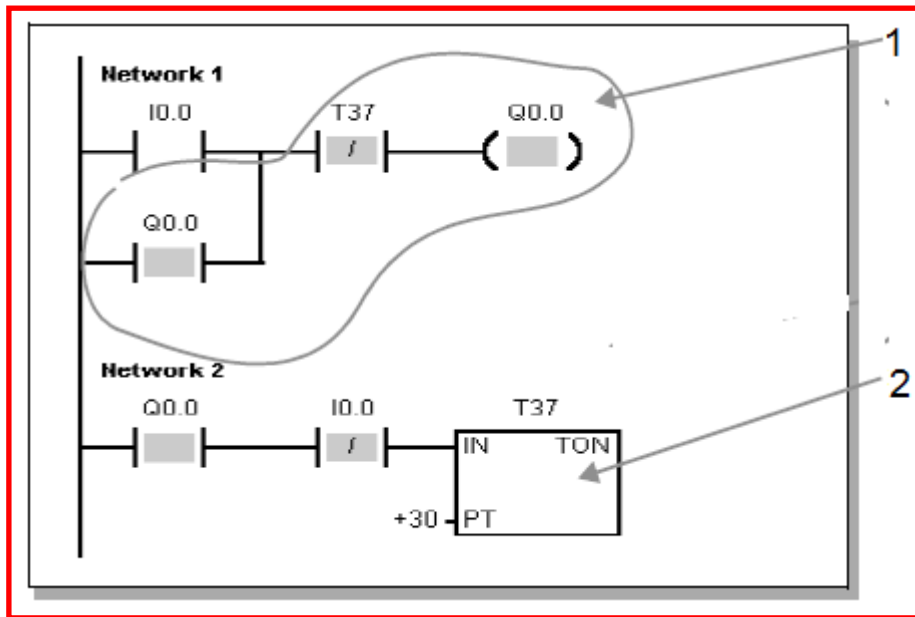 1
Network 1
I0.0 T37 Q0.0
/
Q0.0
Network 2
2
Q0.0 I0.0 T37
/ IN TON
+30 PT